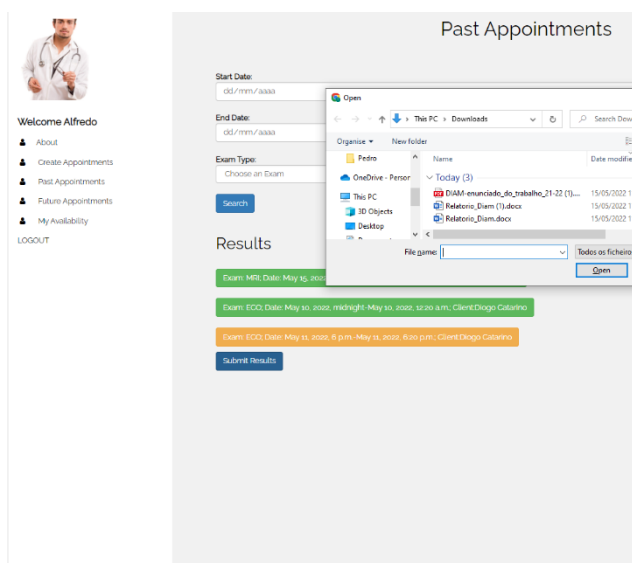 Past Appointments
Welcome Alfredo
About
Create Appointments
Past Appointments
Future Appointments
My Availability
LOGOUT
Start Date:
dd/mm/aaaa
End Date:
dd/mm/aaaa
Exam Type:
Choose an Exam
Search
Results
Exam: MRI; Date: May 15, 202
Exam: ECO; Date: May 10, 2022, midnight-May 10, 2022, 12:20 a.m.; Client:Diogo Catarino
Exam: ECO; Date: May 11, 2022, 6 p.m.-May 11, 2022, 6:20 p.m.; Client:Diogo Catarino
Submit Results
Open
This PC > Downloads
Search Dow
Organise
New folder
Pedro
OneDrive - Person
This PC
3D Objects
Desktop
Name
Date modifie
Today (3)
DIAM-enunciado_do_trabalho_21-22 (1)....
15/05/2022 1
Relatorio_Diam (1).docx
15/05/2022 1
Relatorio_Diam.docx
15/05/2022 1
File name:
Todos os ficheiro
Open